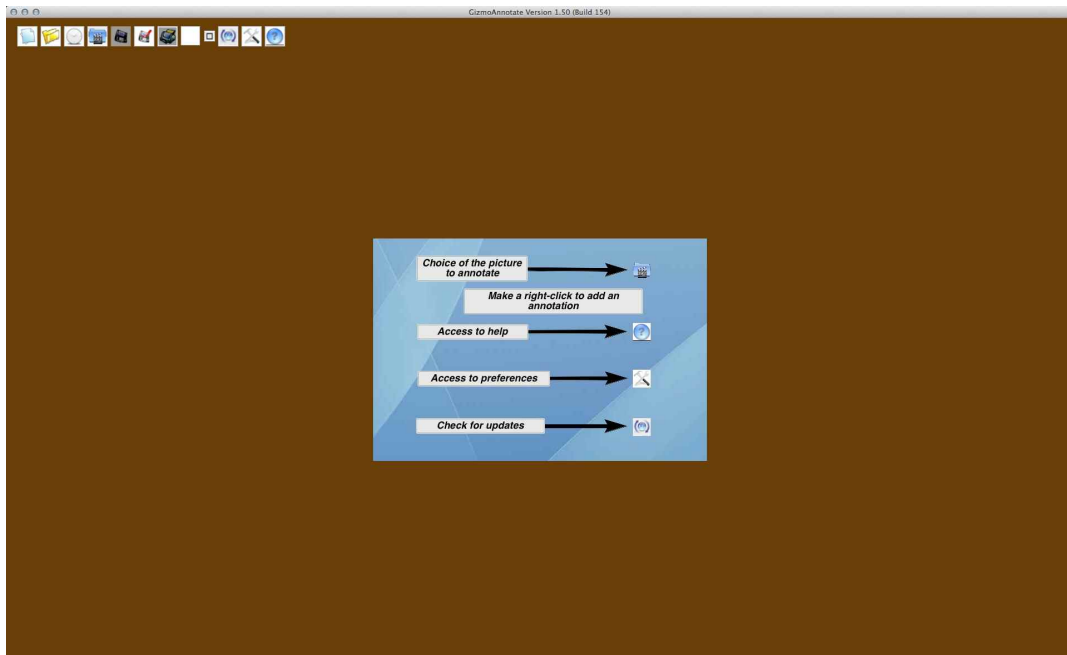 GizmoAnnotate Version 1.50 (Build 154)
Choice of the picture
to annotate
Make a right-click to add an
annotation
Access to help
Access to preferences
Check for updates